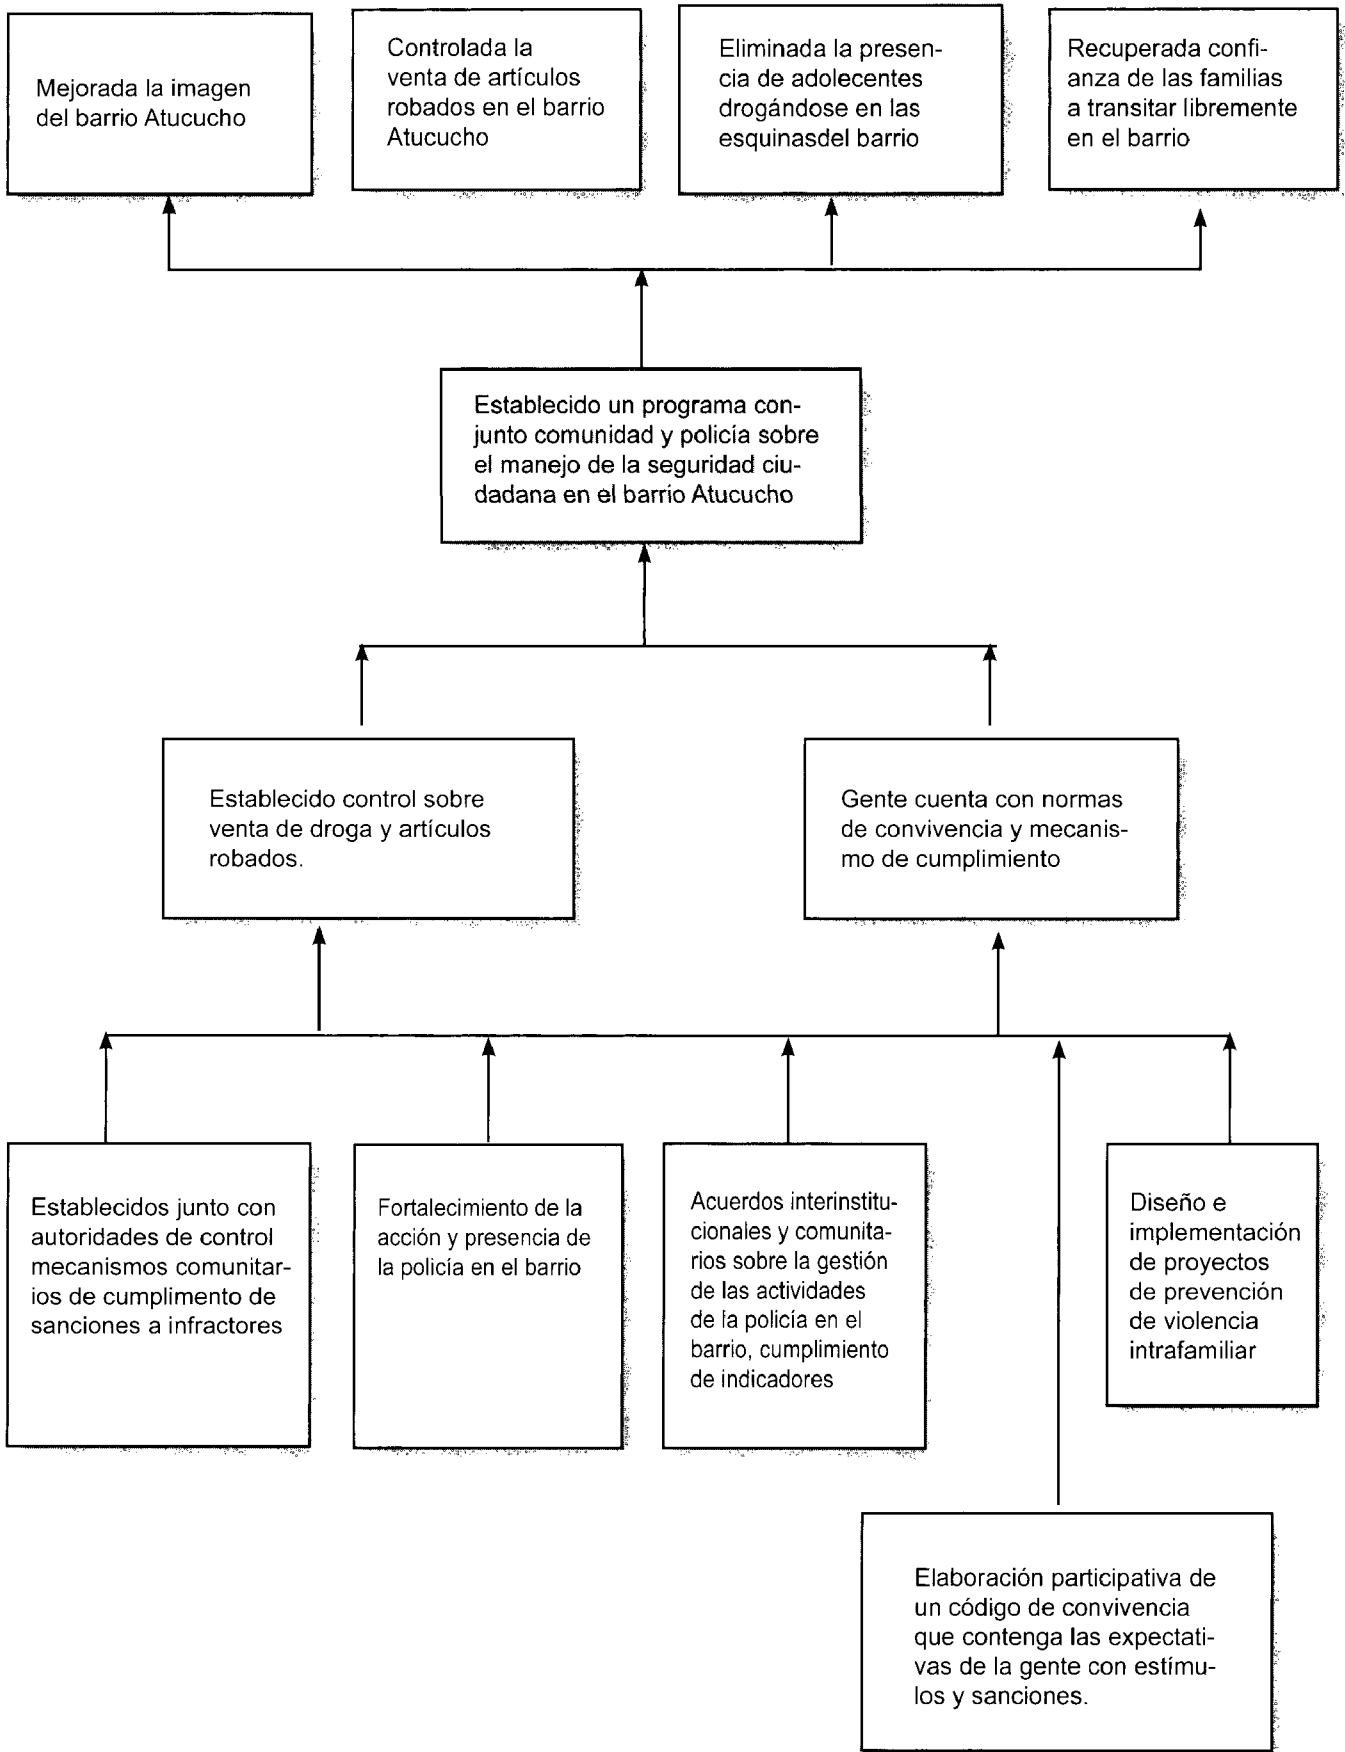 Mejorada la imagen
del barrio Atucucho
Controlada la
venta de artículos
robados en el barrio
Atucucho
Eliminada la presen-
cia de adolecentes
drogándose en las
esquinasdel barrio
Recuperada confi-
anza de las familias
a transitar libremente
en el barrio
Establecido un programa con-
junto comunidad y policía sobre
el manejo de la seguridad ciu-
dadana en el barrio Atucucho
Establecido control sobre
venta de droga y artículos
robados.
Gente cuenta con normas
de convivencia y mecanis-
mo de cumplimiento
Establecidos junto con
autoridades de control
mecanismos comunitar-
ios de cumplimento de
sanciones a infractores
Fortalecimiento de la
acción y presencia de
la policía en el barrio
Acuerdos interinstitu-
cionales y comunita-
rios sobre la gestión
de las actividades
de la policía en el
barrio, cumplimiento
de indicadores
Diseño e
implementación
de proyectos
de prevención
de violencia
intrafamiliar
Elaboración participativa de
un código de convivencia
que contenga las expectati-
vas de la gente con estímu-
los y sanciones.